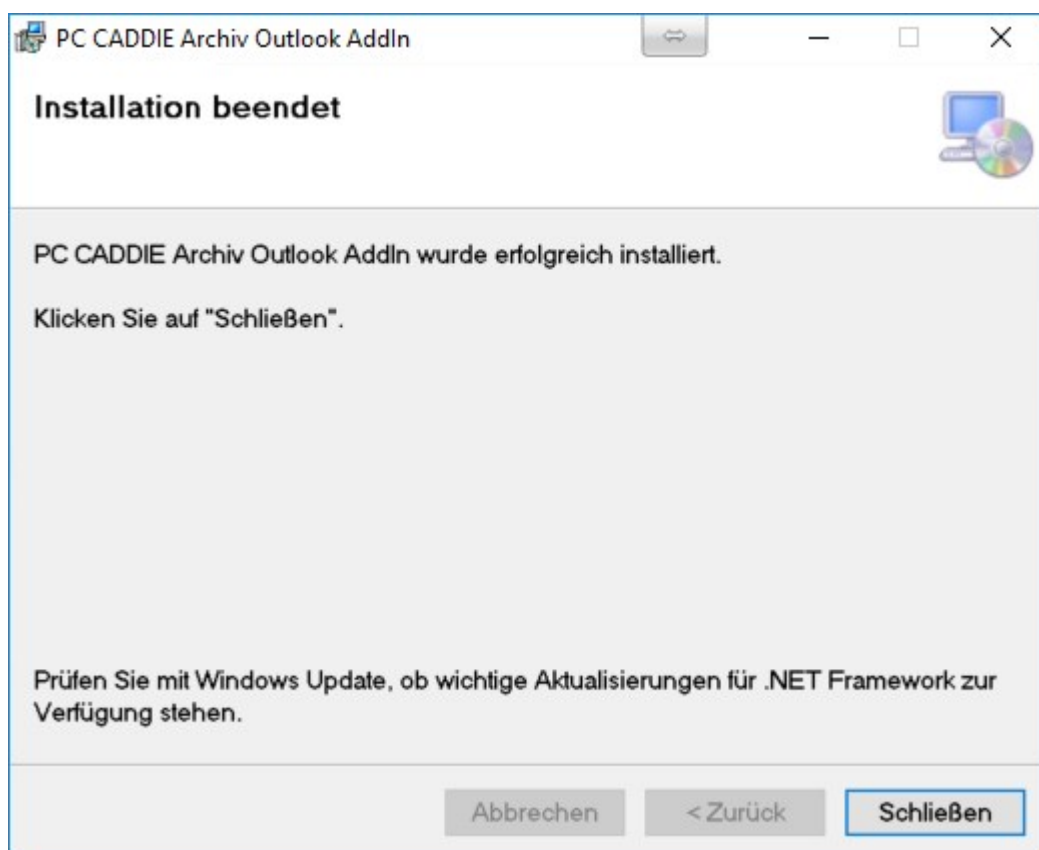 PC CADDIE Archiv Outlook AddIn
Installation beendet
PC CADDIE Archiv Outlook AddIn wurde erfolgreich installiert.
Klicken Sie auf "Schließen".
Prüfen Sie mit Windows Update, ob wichtige Aktualisierungen für .NET Framework zur
Verfügung stehen.
Abbrechen < Zurück Schließen